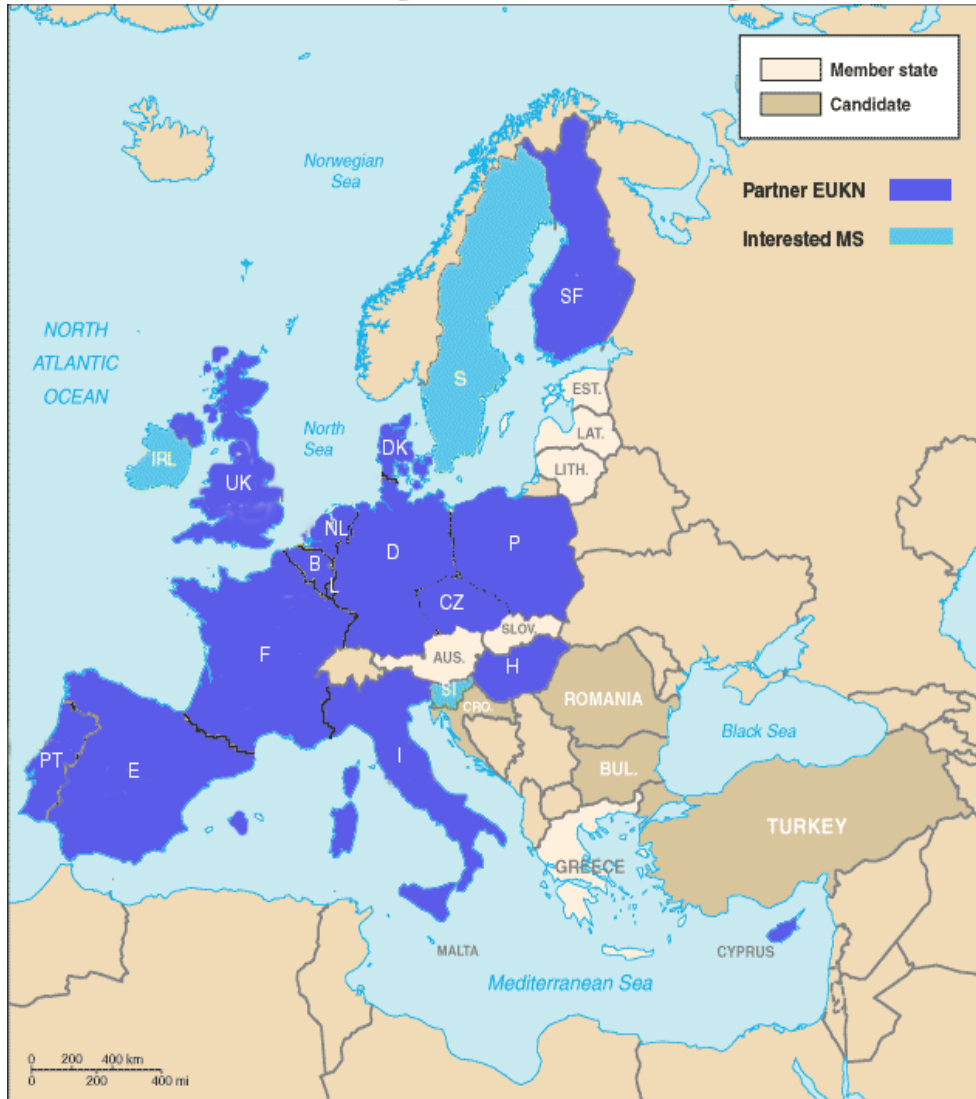 Member state
Candidate
Partner EUKN
Interested MS
Norwegian
Sea
NORTH
ATLANTIC
OCEAN
North
Sea
SF
S
EST.
LAT.
LITH.
IRL
UK
DK
NL
B
L
D
P
CZ
SLOV.
AUS.
H
F
SI
CRO.
ROMANIA
BUL.
Black Sea
PT
E
I
TURKEY
GREECE
MALTA
CYPRUS
Mediterranean Sea
0 200 400 km
0 200 400 mi